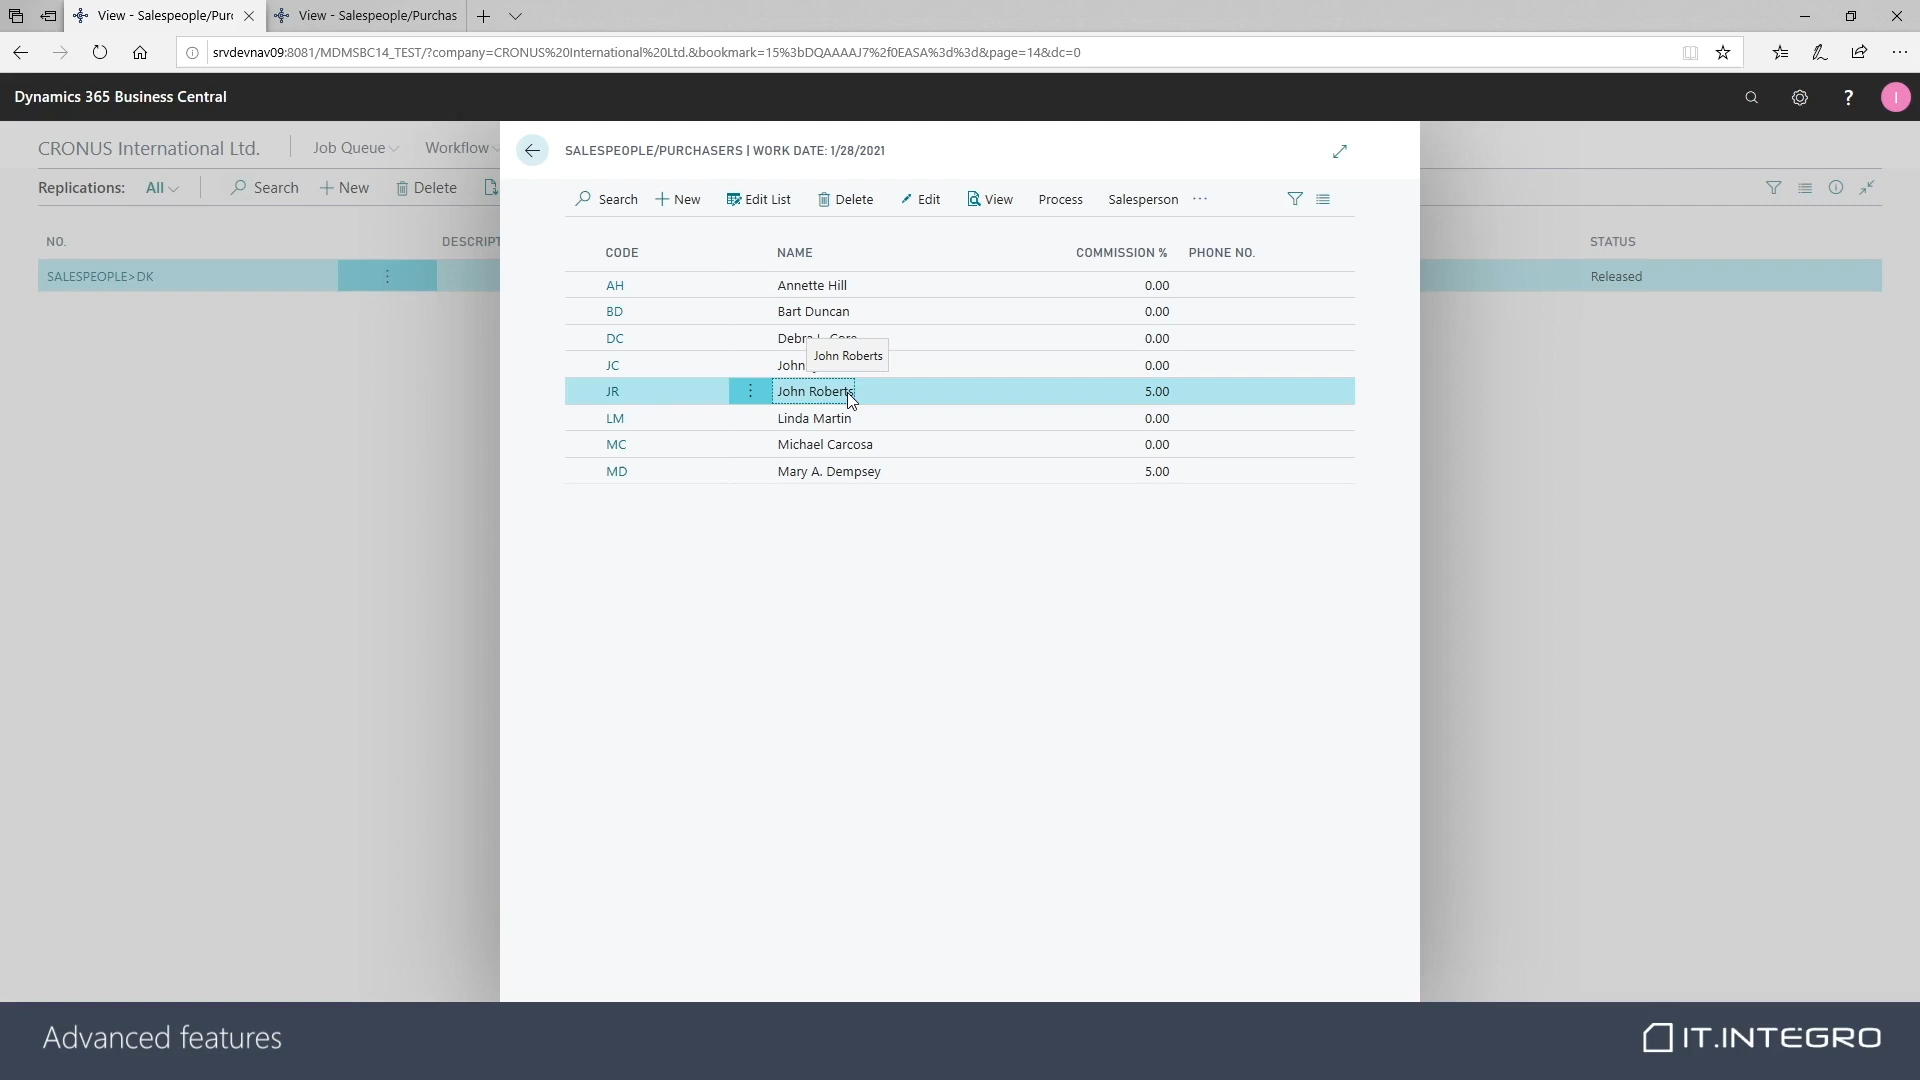 View - Salespeople/Purc
View - Salespeople/Purchas
srvdevnav09:8081/MDMSBC14_TEST/?company=CRONUS%20International%20Ltd.&bookmark=15%3bDQAAAAJ7%2f0EASA%3d%3d&page=14&dc=0
Dynamics 365 Business Central
?
I
CRONUS International Ltd.
Job Queue
Workflow
Replications: All
Search
New
Delete
NO.
DESCRIPT
STATUS
SALESPEOPLE>DK
Released
SALESPEOPLE/PURCHASERS | WORK DATE: 1/28/2021
Search
New
Edit List
Delete
Edit
View
Process
Salesperson
CODE NAME COMMISSION % PHONE NO.
AH Annette Hill 0.00
BD Bart Duncan 0.00
DC 0.00
John Roberts
JC John 0.00
JR John Roberts 5.00
LM Linda Martin 0.00
MC Michael Carcosa 0.00
MD Mary A. Dempsey 5.00
Advanced features
IT.INTEGRO